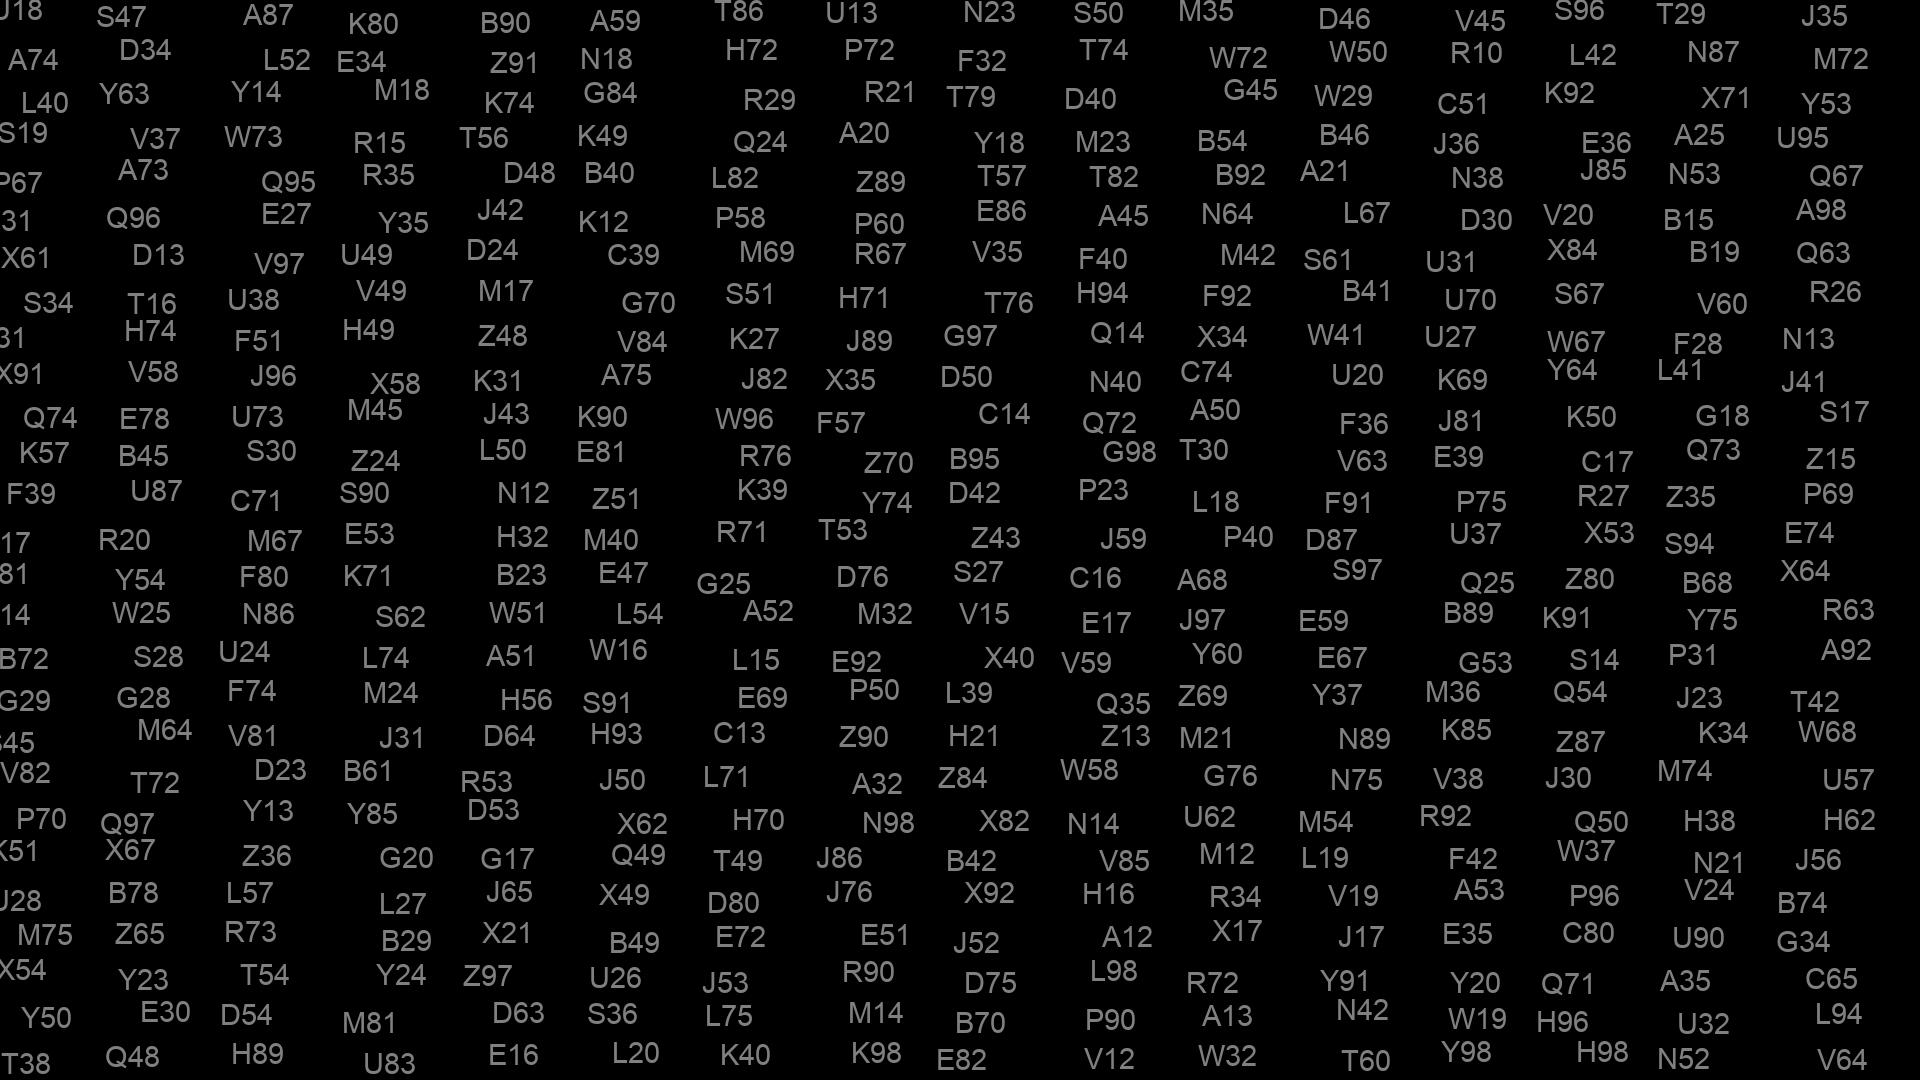 J18 S47 A87 K80 B90 A59 T86 U13 N23 S50 M35 D46 V45 S96 T29 J35
A74 D34 L52 E34 Z91 N18 H72 P72 F32 T74 W72 W50 R10 L42 N87 M72
L40 Y63 Y14 M18 K74 G84 R29 R21 T79 D40 G45 W29 C51 K92 X71 Y53
S19 V37 W73 R15 T56 K49 Q24 A20 Y18 M23 B54 B46 J36 E36 A25 U95
P67 A73 Q95 R35 D48 B40 L82 Z89 T57 T82 B92 A21 N38 J85 N53 Q67
31 Q96 E27 Y35 J42 K12 P58 P60 E86 A45 N64 L67 D30 V20 B15 A98
X61 D13 V97 U49 D24 C39 M69 R67 V35 F40 M42 S61 U31 X84 B19 Q63
S34 T16 U38 V49 M17 G70 S51 H71 T76 H94 F92 B41 U70 S67 V60 R26
31 H74 F51 H49 Z48 V84 K27 J89 G97 Q14 X34 W41 U27 W67 F28 N13
X91 V58 J96 X58 K31 A75 J82 X35 D50 N40 C74 U20 K69 Y64 L41 J41
Q74 E78 U73 M45 J43 K90 W96 F57 C14 Q72 A50 F36 J81 K50 G18 S17
K57 B45 S30 Z24 L50 E81 R76 Z70 B95 G98 T30 V63 E39 C17 Q73 Z15
F39 U87 C71 S90 N12 Z51 K39 Y74 D42 P23 L18 F91 P75 R27 Z35 P69
17 R20 M67 E53 H32 M40 R71 T53 Z43 J59 P40 D87 U37 X53 S94 E74
81 Y54 F80 K71 B23 E47 G25 D76 S27 C16 A68 S97 Q25 Z80 B68 X64
14 W25 N86 S62 W51 L54 A52 M32 V15 E17 J97 E59 B89 K91 Y75 R63
B72 S28 U24 L74 A51 W16 L15 E92 X40 V59 Y60 E67 G53 S14 P31 A92
G29 G28 F74 M24 H56 S91 E69 P50 L39 Q35 Z69 Y37 M36 Q54 J23 T42
45 M64 V81 J31 D64 H93 C13 Z90 H21 Z13 M21 N89 K85 Z87 K34 W68
V82 T72 D23 B61 R53 J50 L71 A32 Z84 W58 G76 N75 V38 J30 M74 U57
P70 Q97 Y13 Y85 D53 X62 H70 N98 X82 N14 U62 M54 R92 Q50 H38 H62
K51 X67 Z36 G20 G17 Q49 T49 J86 B42 V85 M12 L19 F42 W37 N21 J56
J28 B78 L57 L27 J65 X49 D80 J76 X92 H16 R34 V19 A53 P96 V24 B74
M75 Z65 R73 B29 X21 B49 E72 E51 J52 A12 X17 J17 E35 C80 U90 G34
X54 Y23 T54 Y24 Z97 U26 J53 R90 D75 L98 R72 Y91 Y20 Q71 A35 C65
Y50 E30 D54 M81 D63 S36 L75 M14 B70 P90 A13 N42 W19 H96 U32 L94
T38 Q48 H89 U83 E16 L20 K40 K98 E82 V12 W32 T60 Y98 H98 N52 V64